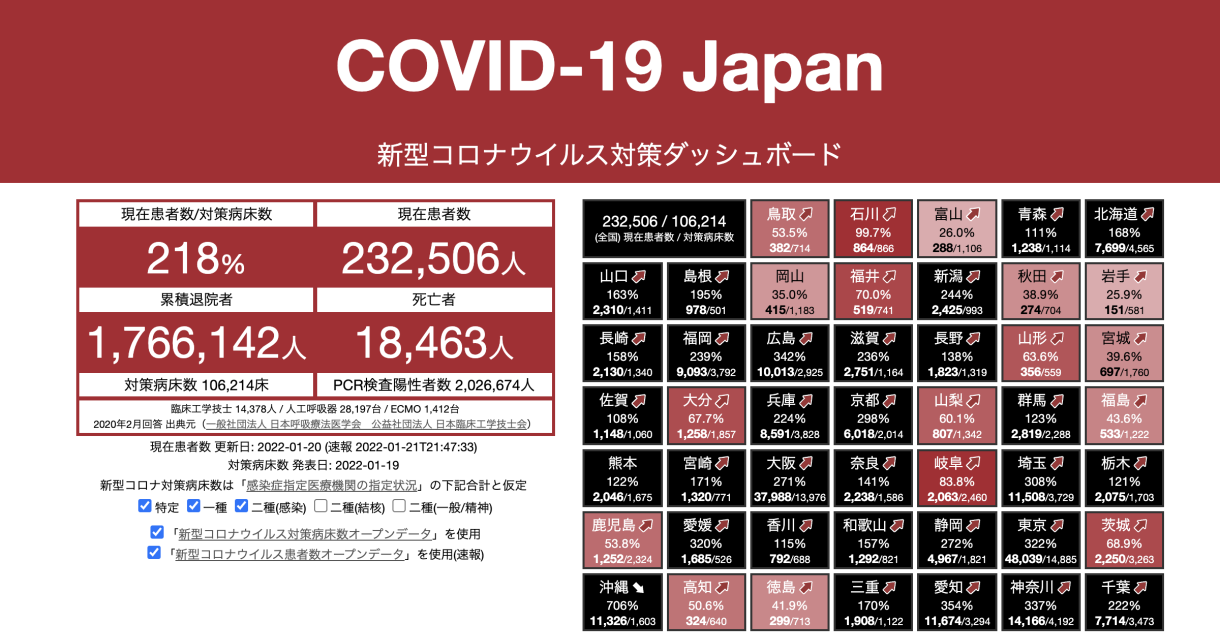 COVID-19 Japan
新型コロナウイルス対策ダッシュボード
現在患者数/対策病床数
現在患者数
218%
232,506人
累積退院者
死亡者
1,766,142人
18,463人
対策病床数 106,214床
PCR検査陽性者数 2,026,674人
臨床工学技士 14,378人 / 人工呼吸器 28,197台 / ECMO 1,412台
2020年2月回答 出典元（一般社団法人 日本呼吸療法医学会　公益社団法人 日本臨床工学技士会）
現在患者数 更新日: 2022-01-20 (速報 2022-01-21T21:47:33)
対策病床数 発表日: 2022-01-19
新型コロナ対策病床数は「感染症指定医療機関の指定状況」の下記合計と仮定
特定 一種 二種(感染) 二種(結核) 二種(一般/精神)
「新型コロナウイルス対策病床数オープンデータ」を使用
「新型コロナウイルス患者数オープンデータ」を使用(速報)
232,506 / 106,214
(全国) 現在患者数 / 対策病床数
鳥取
53.5%
382/714
石川
99.7%
864/866
富山
26.0%
288/1,106
青森
111%
1,238/1,114
北海道
168%
7,699/4,565
山口
163%
2,310/1,411
島根
195%
978/501
岡山
35.0%
415/1,183
福井
70.0%
519/741
新潟
244%
2,425/993
秋田
38.9%
274/704
岩手
25.9%
151/581
長崎
158%
2,130/1,340
福岡
239%
9,093/3,792
広島
342%
10,013/2,925
滋賀
236%
2,751/1,164
長野
138%
1,823/1,319
山形
63.6%
356/559
宮城
39.6%
697/1,760
佐賀
108%
1,148/1,060
大分
67.7%
1,258/1,857
兵庫
224%
8,591/3,828
京都
298%
6,018/2,014
山梨
60.1%
807/1,342
群馬
123%
2,819/2,288
福島
43.6%
533/1,222
熊本
122%
2,046/1,675
宮崎
171%
1,320/771
大阪
271%
37,988/13,976
奈良
141%
2,238/1,586
岐阜
83.8%
2,063/2,460
埼玉
308%
11,508/3,729
栃木
121%
2,075/1,703
鹿児島
53.8%
1,252/2,324
愛媛
320%
1,685/526
香川
115%
792/688
和歌山
157%
1,292/821
静岡
272%
4,967/1,821
東京
322%
48,039/14,885
茨城
68.9%
2,250/3,263
沖縄
706%
11,326/1,603
高知
50.6%
324/640
徳島
41.9%
299/713
三重
170%
1,908/1,122
愛知
354%
11,674/3,294
神奈川
337%
14,166/4,192
千葉
222%
7,714/3,473